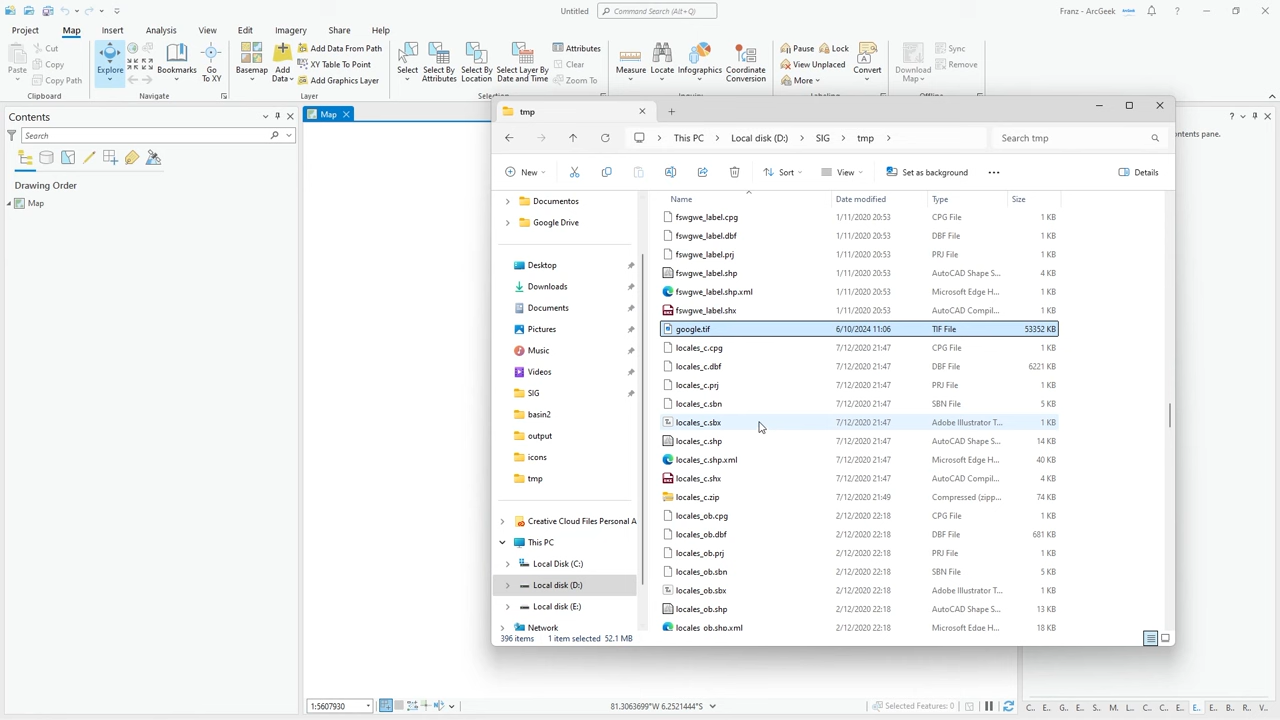 Untitled
Command Search (Alt+Q)
Franz - ArcGeek
Project
Map
Insert
Analysis
View
Edit
Imagery
Share
Help
Paste
Cut
Copy
Copy Path
Clipboard
Explore
Bookmarks
Go To XY
Navigate
Basemap
Add Data
Add Data From Path
XY Table To Point
Add Graphics Layer
Layer
Select
Select By Attributes
Select By Location
Select Layer By Date and Time
Attributes
Clear
Zoom To
Selection
Measure
Locate
Infographics
Coordinate Conversion
Inquiry
Pause
Lock
View Unplaced
More
Labeling
Convert
Download Map
Sync
Remove
Offline
Contents
Search
Drawing Order
Map
Map
tmp
This PC
Local disk (D:)
SIG
tmp
Search tmp
New
Sort
View
Set as background
Details
Documentos
Google Drive
Desktop
Downloads
Documents
Pictures
Music
Videos
SIG
basin2
output
icons
tmp
Creative Cloud Files Personal A
This PC
Local Disk (C:)
Local disk (D:)
Local disk (E:)
Network
Name Date modified Type Size
fswgwe_label.cpg 1/11/2020 20:53 CPG File 1 KB
fswgwe_label.dbf 1/11/2020 20:53 DBF File 1 KB
fswgwe_label.prj 1/11/2020 20:53 PRJ File 1 KB
fswgwe_label.shp 1/11/2020 20:53 AutoCAD Shape S... 4 KB
fswgwe_label.shp.xml 1/11/2020 20:53 Microsoft Edge H... 1 KB
fswgwe_label.shx 1/11/2020 20:53 AutoCAD Compil... 1 KB
google.tif 6/10/2024 11:06 TIF File 53352 KB
locales_c.cpg 7/12/2020 21:47 CPG File 1 KB
locales_c.dbf 7/12/2020 21:47 DBF File 6221 KB
locales_c.prj 7/12/2020 21:47 PRJ File 1 KB
locales_c.sbn 7/12/2020 21:47 SBN File 5 KB
locales_c.sbx 7/12/2020 21:47 Adobe Illustrator T... 1 KB
locales_c.shp 7/12/2020 21:47 AutoCAD Shape S... 14 KB
locales_c.shp.xml 7/12/2020 21:47 Microsoft Edge H... 40 KB
locales_c.shx 7/12/2020 21:47 AutoCAD Compil... 4 KB
locales_c.zip 7/12/2020 21:49 Compressed (zipp... 74 KB
locales_ob.cpg 2/12/2020 22:18 CPG File 1 KB
locales_ob.dbf 2/12/2020 22:18 DBF File 681 KB
locales_ob.prj 2/12/2020 22:18 PRJ File 1 KB
locales_ob.sbn 2/12/2020 22:18 SBN File 5 KB
locales_ob.sbx 2/12/2020 22:18 Adobe Illustrator T... 1 KB
locales_ob.shp 2/12/2020 22:18 AutoCAD Shape S... 13 KB
locales_ob.shp.xml 2/12/2020 22:18 Microsoft Edge H... 18 KB
396 items 1 item selected 52.1 MB
ntents pane.
1:5607930
81.3063699°W 6.2521444°S
Selected Features: 0
C... E... G... E... S... M... L... C... E... E... B... R... V...